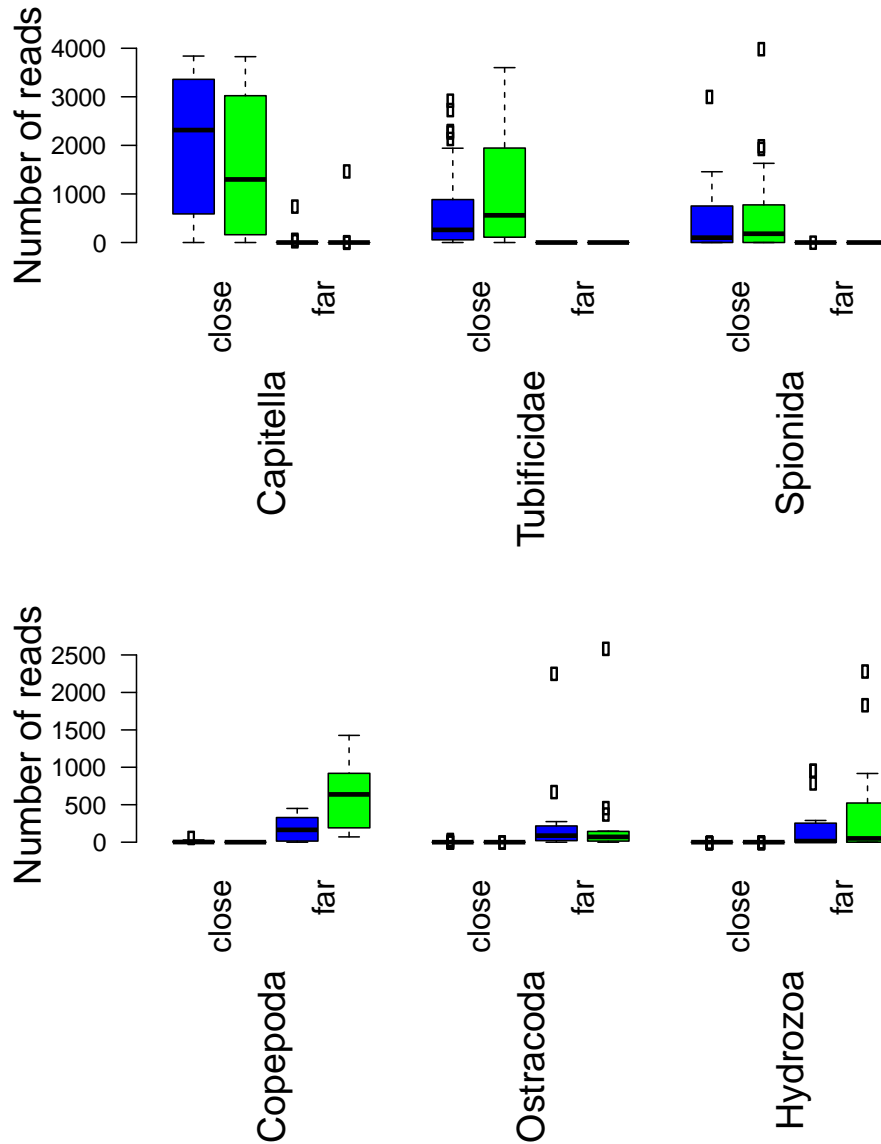 Number of reads
4000
3000
2000
1000
0
close
far
close
far
close
far
Capitella
Tubificidae
Spionida
Number of reads
2500
2000
1500
1000
500
0
close
far
close
far
close
far
Copepoda
Ostracoda
Hydrozoa